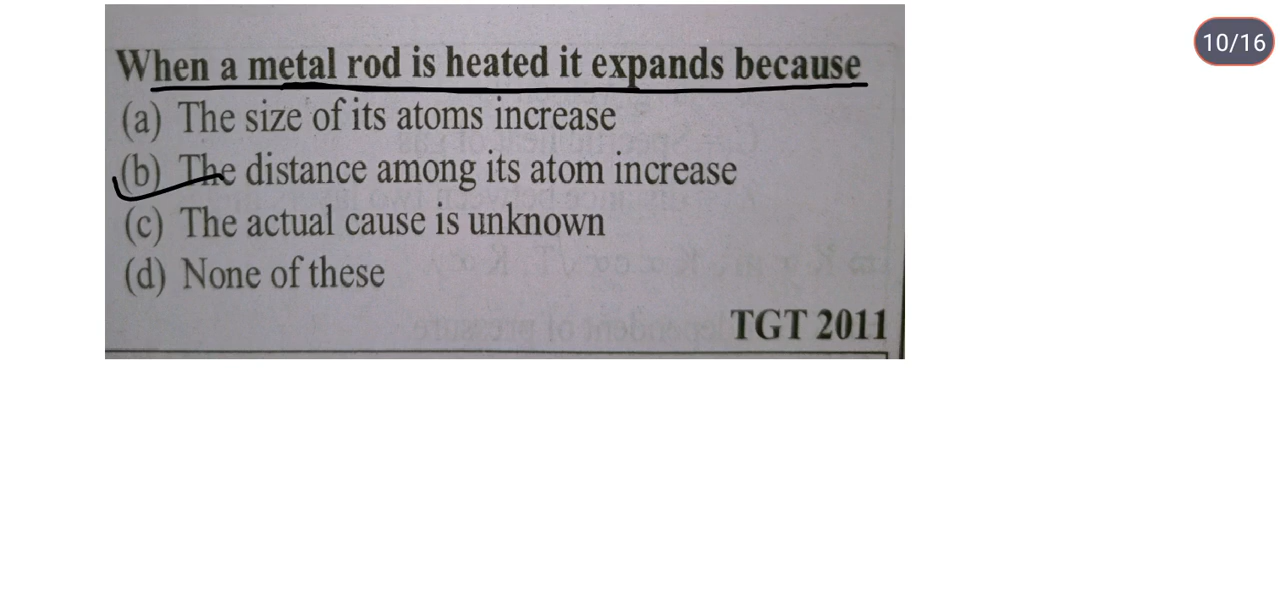 10/16
When a metal rod is heated it expands because
(a) The size of its atoms increase
(b) The distance among its atom increase
(c) The actual cause is unknown
(d) None of these
TGT 2011